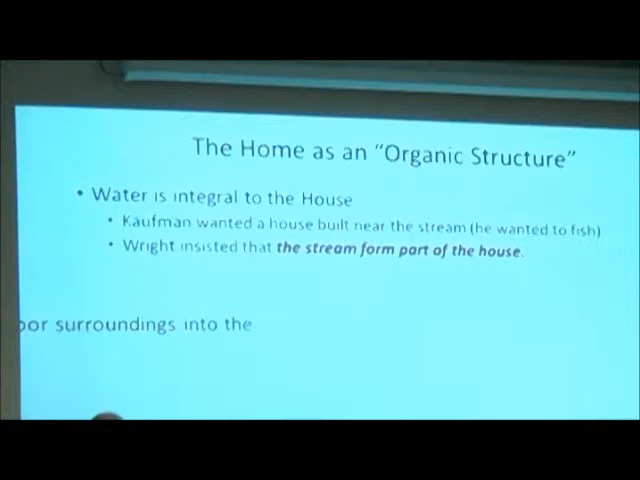 The Home as an “Organic Structure”
• Water is integral to the House
• Kaufman wanted a house built near the stream (he wanted to fish)
• Wright insisted that the stream form part of the house.
oor surroundings into the